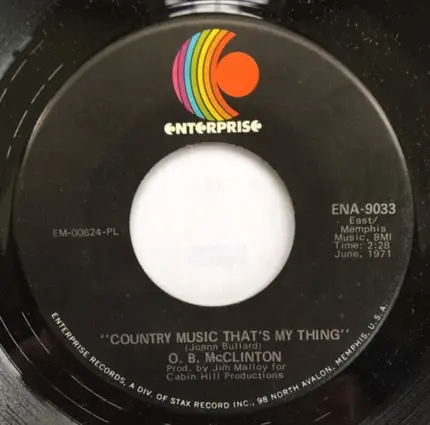 ENTERPRISE
ENA-9033
East/
Memphis
Music, BMI
Time: 2:28
June, 1971
EM-00624-PL
"COUNTRY MUSIC THAT'S MY THING"
(Joann Bullard)
O. B. McCLINTON
Prod. by Jim Malloy for
Cabin Hill Productions
ENTERPRISE RECORDS, A DIV. OF STAX RECORD INC., 98 NORTH AVALON, MEMPHIS, U.S.A.